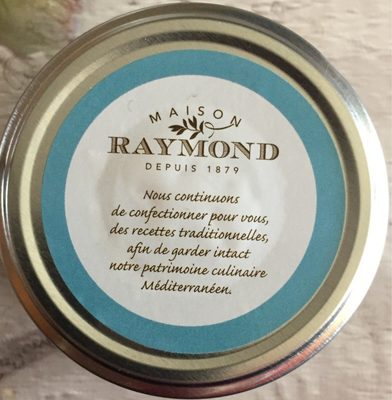 MAISON
RAYMOND
DEPUIS 1879
Nous continuons
de confectionner pour vous,
des recettes traditionnelles,
afin de garder intact
notre patrimoine culinaire
Méditerranéen.